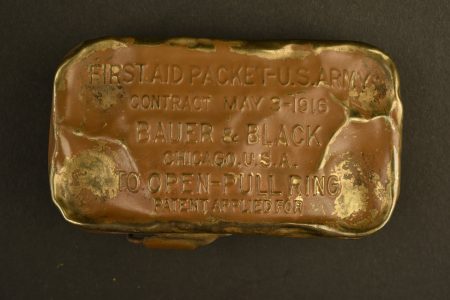 FIRST AID PACKET-U.S. ARMY
CONTRACT MAY 3-1916
BAUER & BLACK
CHICAGO, U.S.A.
TO OPEN-PULL RING
PATENT APPLIED FOR